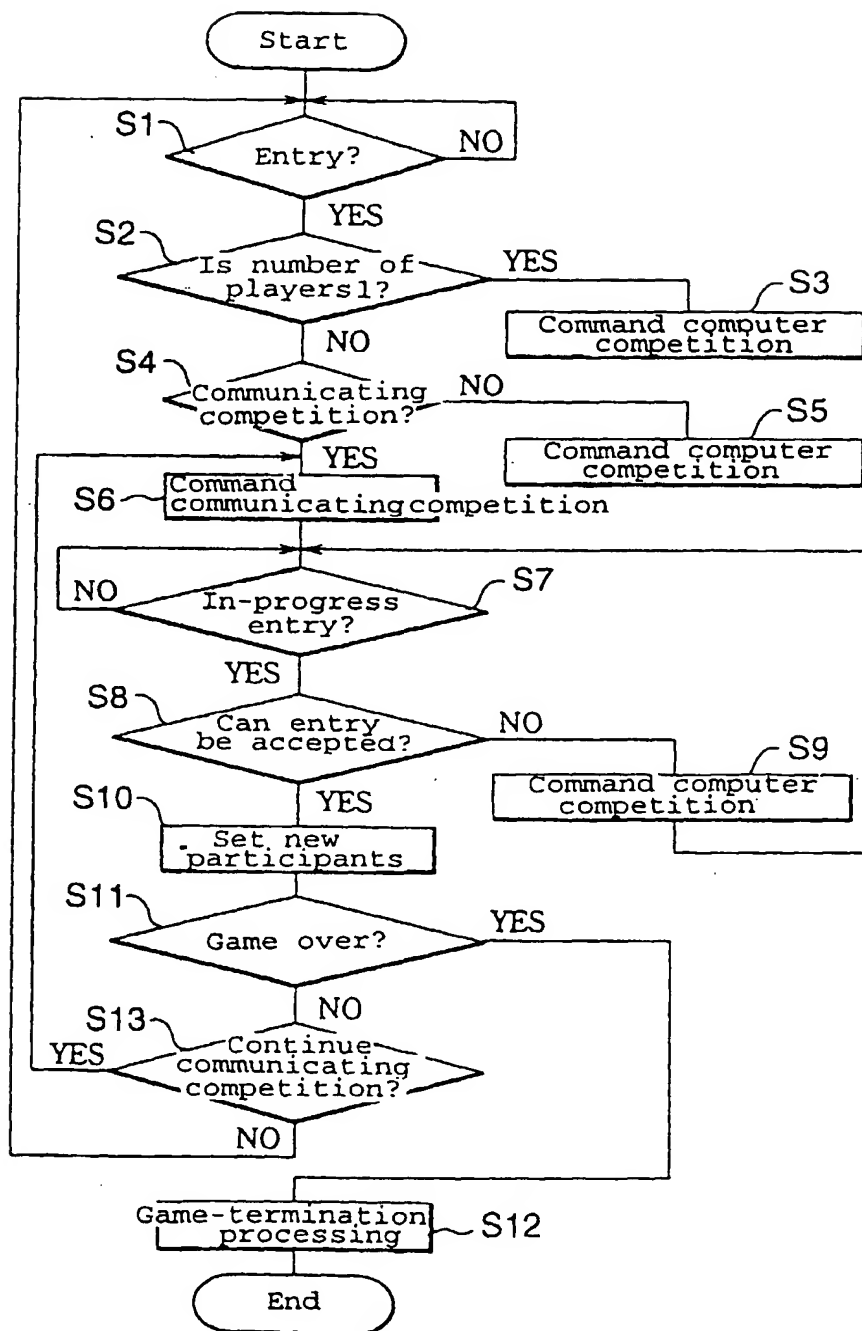 Start
S1
Entry?
NO
YES
S2
Is number of
players1?
YES
S3
Command computer
competition
NO
S4
Communicating
competition?
NO
S5
Command computer
competition
YES
S6
Command
communicatingcompetition
NO
In-progress
entry?
S7
YES
S8
Can entry
be accepted?
NO
S9
Command computer
competition
YES
S10
Set new
participants
S11
Game over?
YES
NO
S13
Continue
communicating
competition?
YES
NO
Game-termination
processing
S12
End